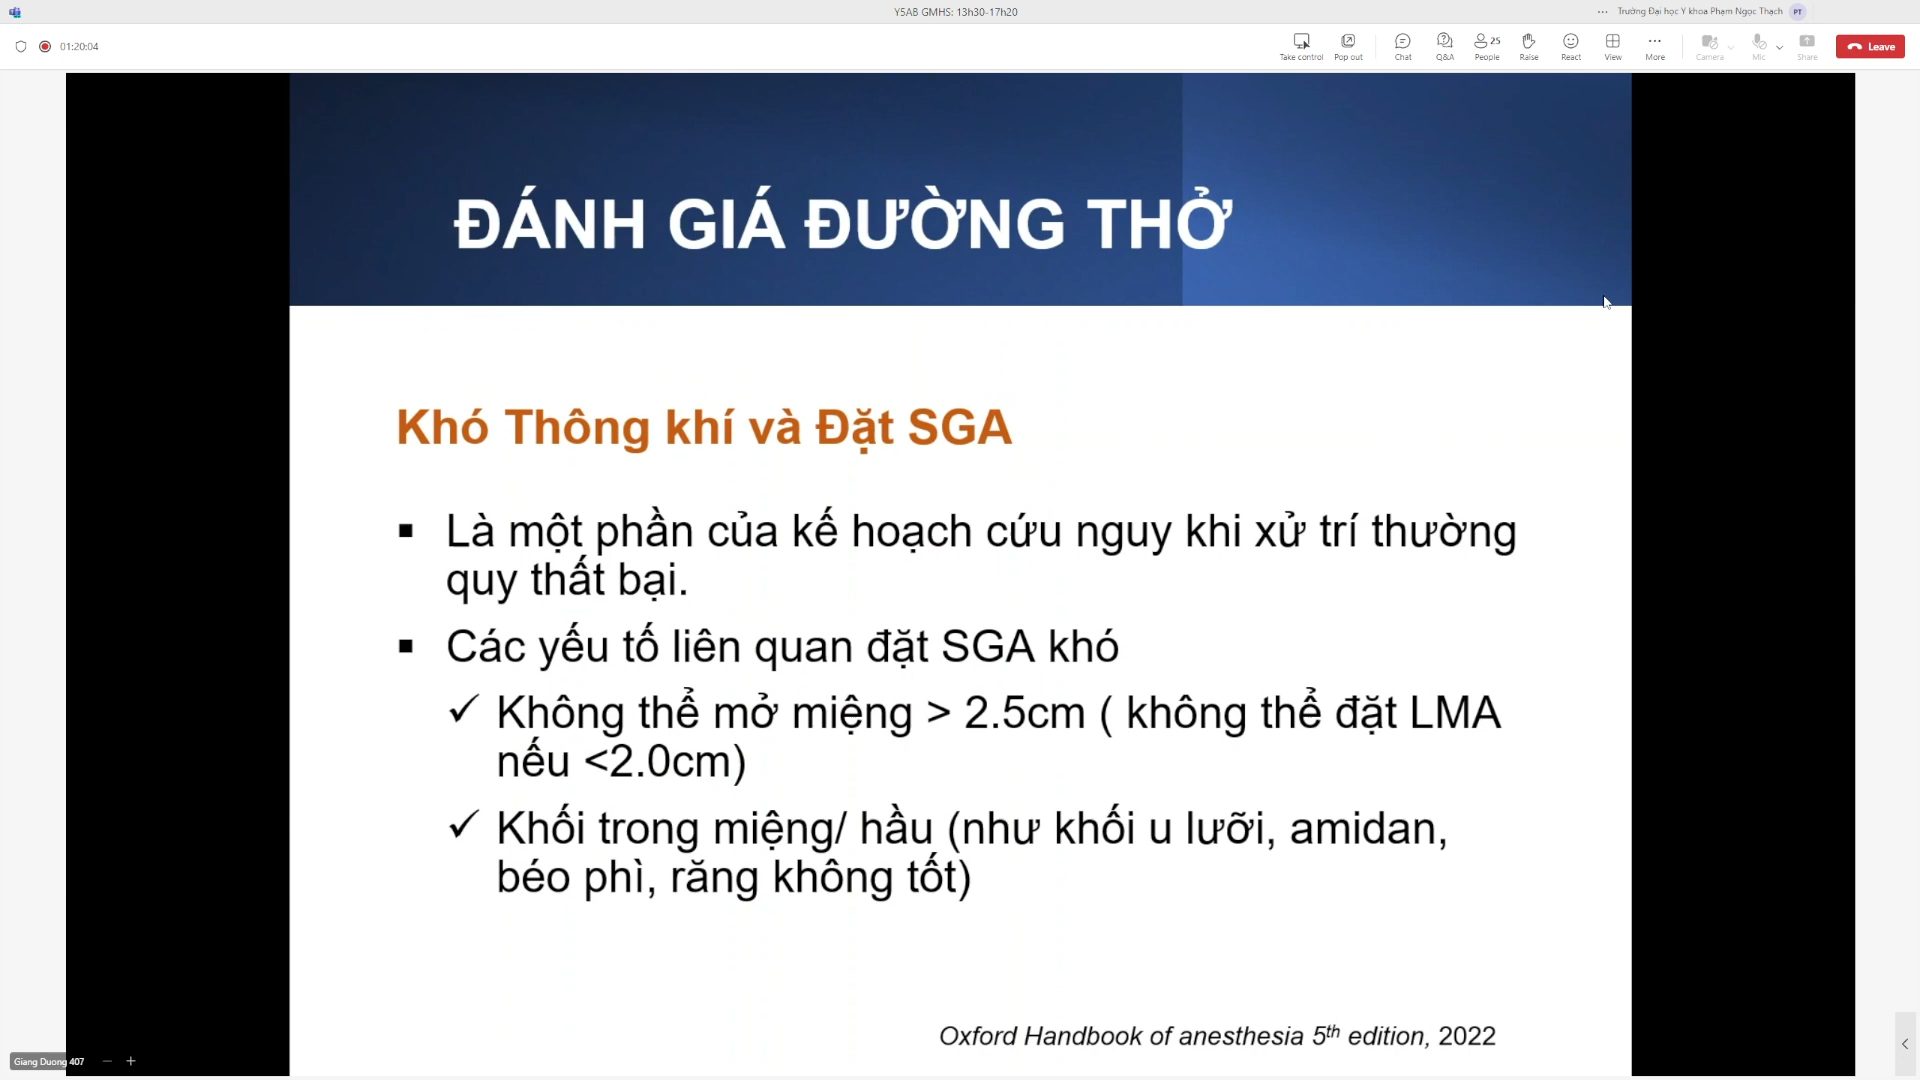 Y5AB GMHS: 13h30-17h20
Trường Đại học Y khoa Phạm Ngọc Thạch PT
01:20:04
Take control Pop out Chat Q&A 25 People Raise React View More Camera Mic Share Leave
ĐÁNH GIÁ ĐƯỜNG THỞ
Khó Thông khí và Đặt SGA
▪ Là một phần của kế hoạch cứu nguy khi xử trí thường
quy thất bại.
▪ Các yếu tố liên quan đặt SGA khó
✓ Không thể mở miệng > 2.5cm ( không thể đặt LMA
nếu <2.0cm)
✓ Khối trong miệng/ hầu (như khối u lưỡi, amidan,
béo phì, răng không tốt)
Oxford Handbook of anesthesia 5th edition, 2022
Giang Duong 407